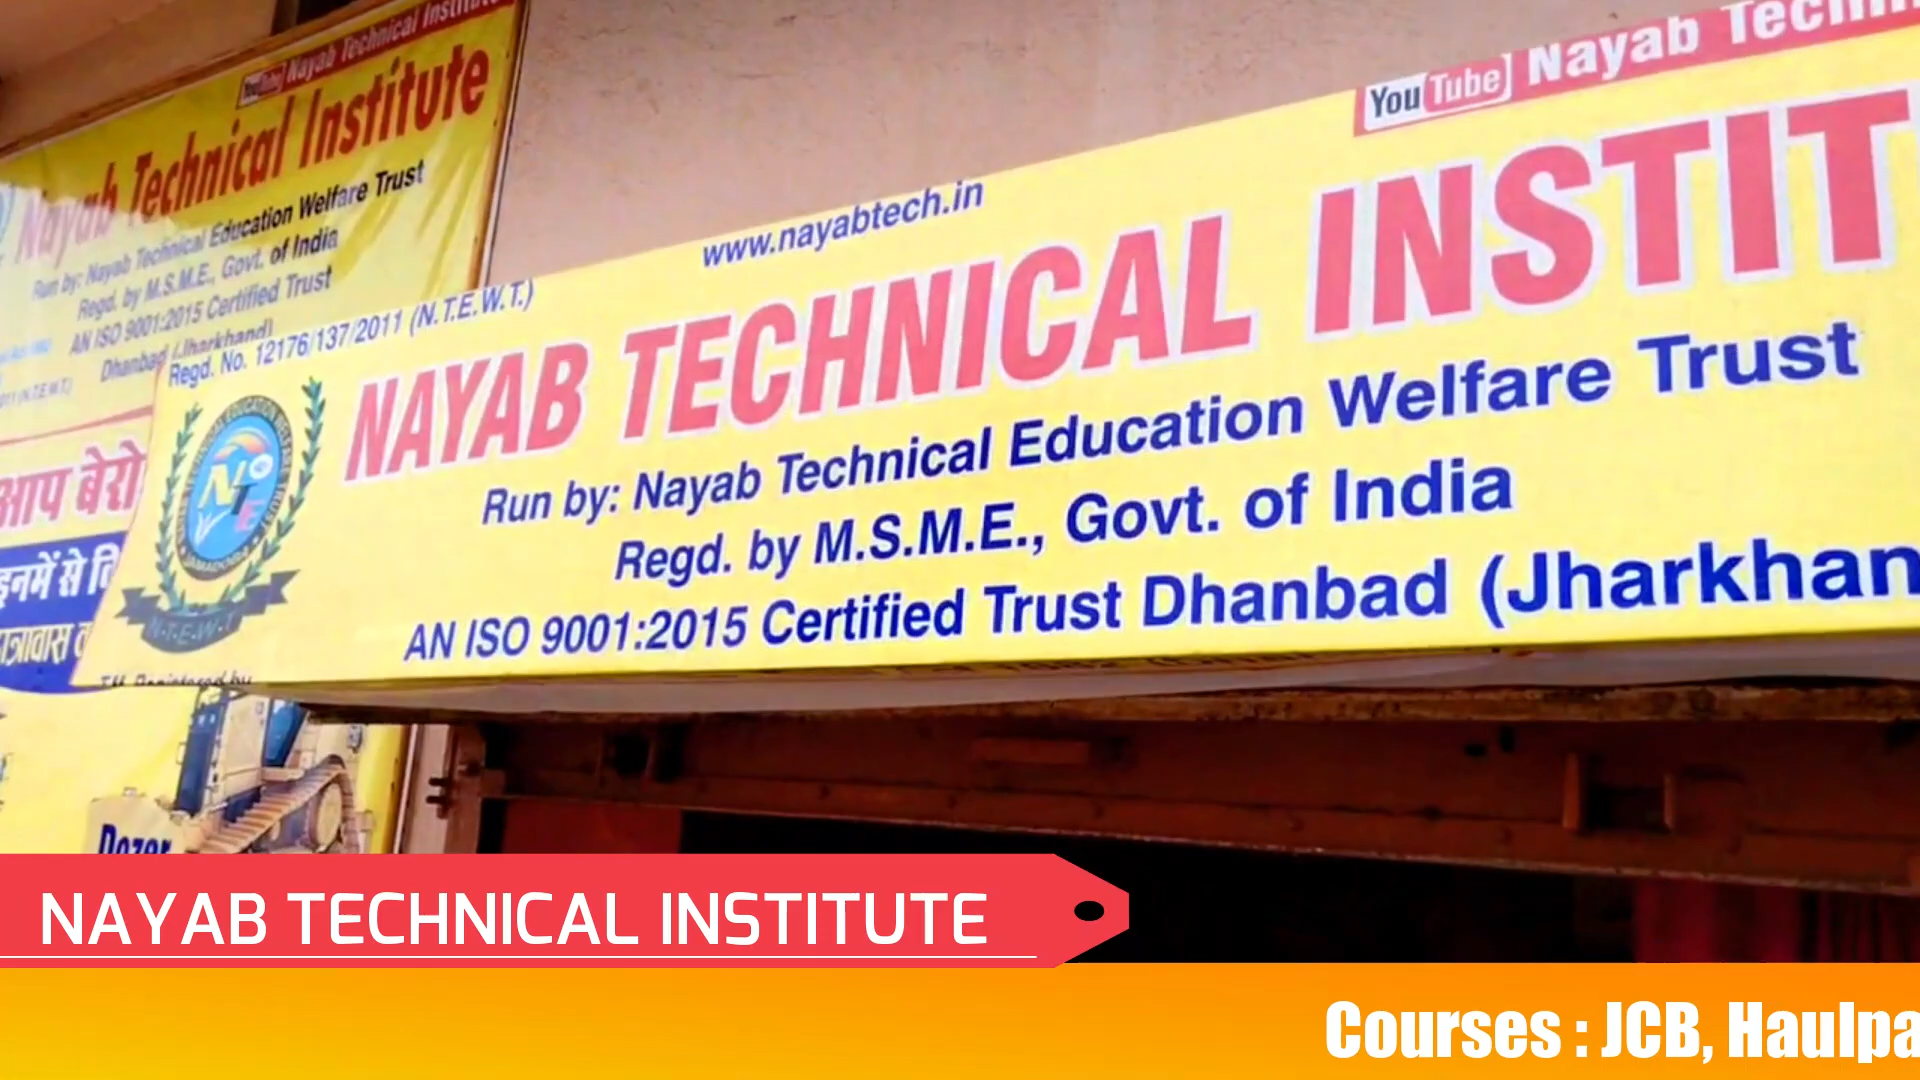 YouTube Nayab Technical Institute
Nayab Technical Institute
Run by: Nayab Technical Education Welfare Trust
Regd. by M.S.M.E., Govt. of India
AN ISO 9001:2015 Certified Trust
Dhanbad (Jharkhand)
आप बेरो
इनमें से
Dozer
YouTube Nayab Techn
www.nayabtech.in
Regd. No. 12176/137/2011 (N.T.E.W.T.)
NAYAB TECHNICAL INSTIT
Run by: Nayab Technical Education Welfare Trust
Regd. by M.S.M.E., Govt. of India
AN ISO 9001:2015 Certified Trust Dhanbad (Jharkhan
N.T.E.W.T
NAYAB TECHNICAL INSTITUTE
Courses : JCB, Haulpa